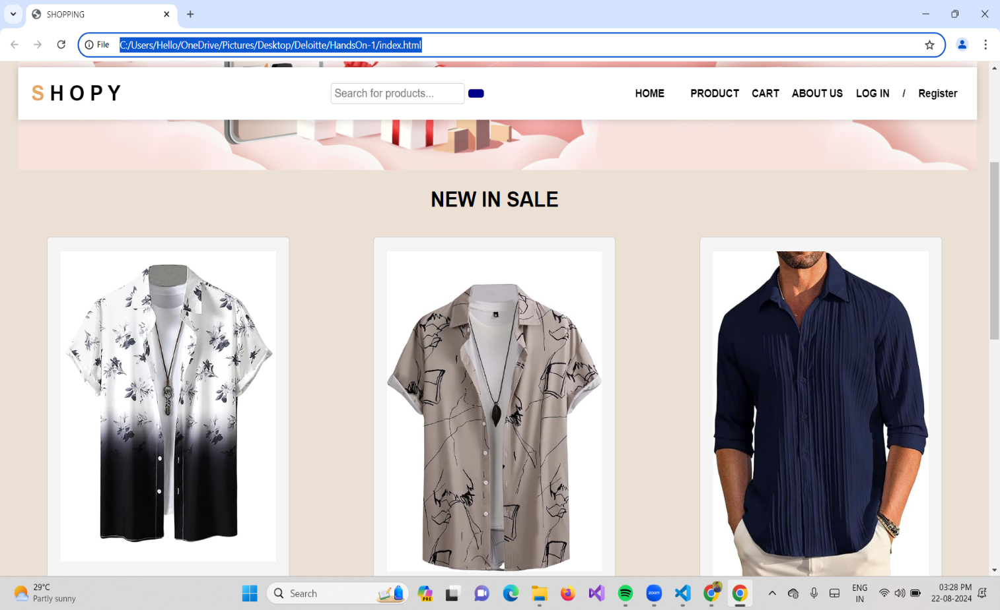 SHOPPING
File C:/Users/Hello/OneDrive/Pictures/Desktop/Deloitte/HandsOn-1/index.html
SHOPY Search for products... HOME PRODUCT CART ABOUT US LOG IN / Register
NEW IN SALE
29°C
Partly sunny
Search
PRE
zoom
ENG
IN
03:28 PM
22-08-2024